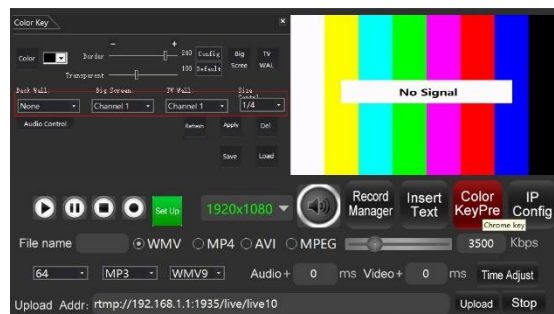 Color Key ×
Color Border - + 240 Config Big Scree TV WAL
Transparent 100 Default
Back Wall: Big Screen: TV Wall: Size Contrl
None Channel 1 Channel 1 1/4
Audio Control Refresh Apply Del
Save Load
No Signal
Set Up 1920x1080 Record Manager Insert Text Color KeyPre IP Config
Chrome key
File name WMV MP4 AVI MPEG 3500 Kbps
64 MP3 WMV9 Audio+ 0 ms Video+ 0 ms Time Adjust
Upload Addr: rtmp://192.168.1.1:1935/live/live10 Upload Stop